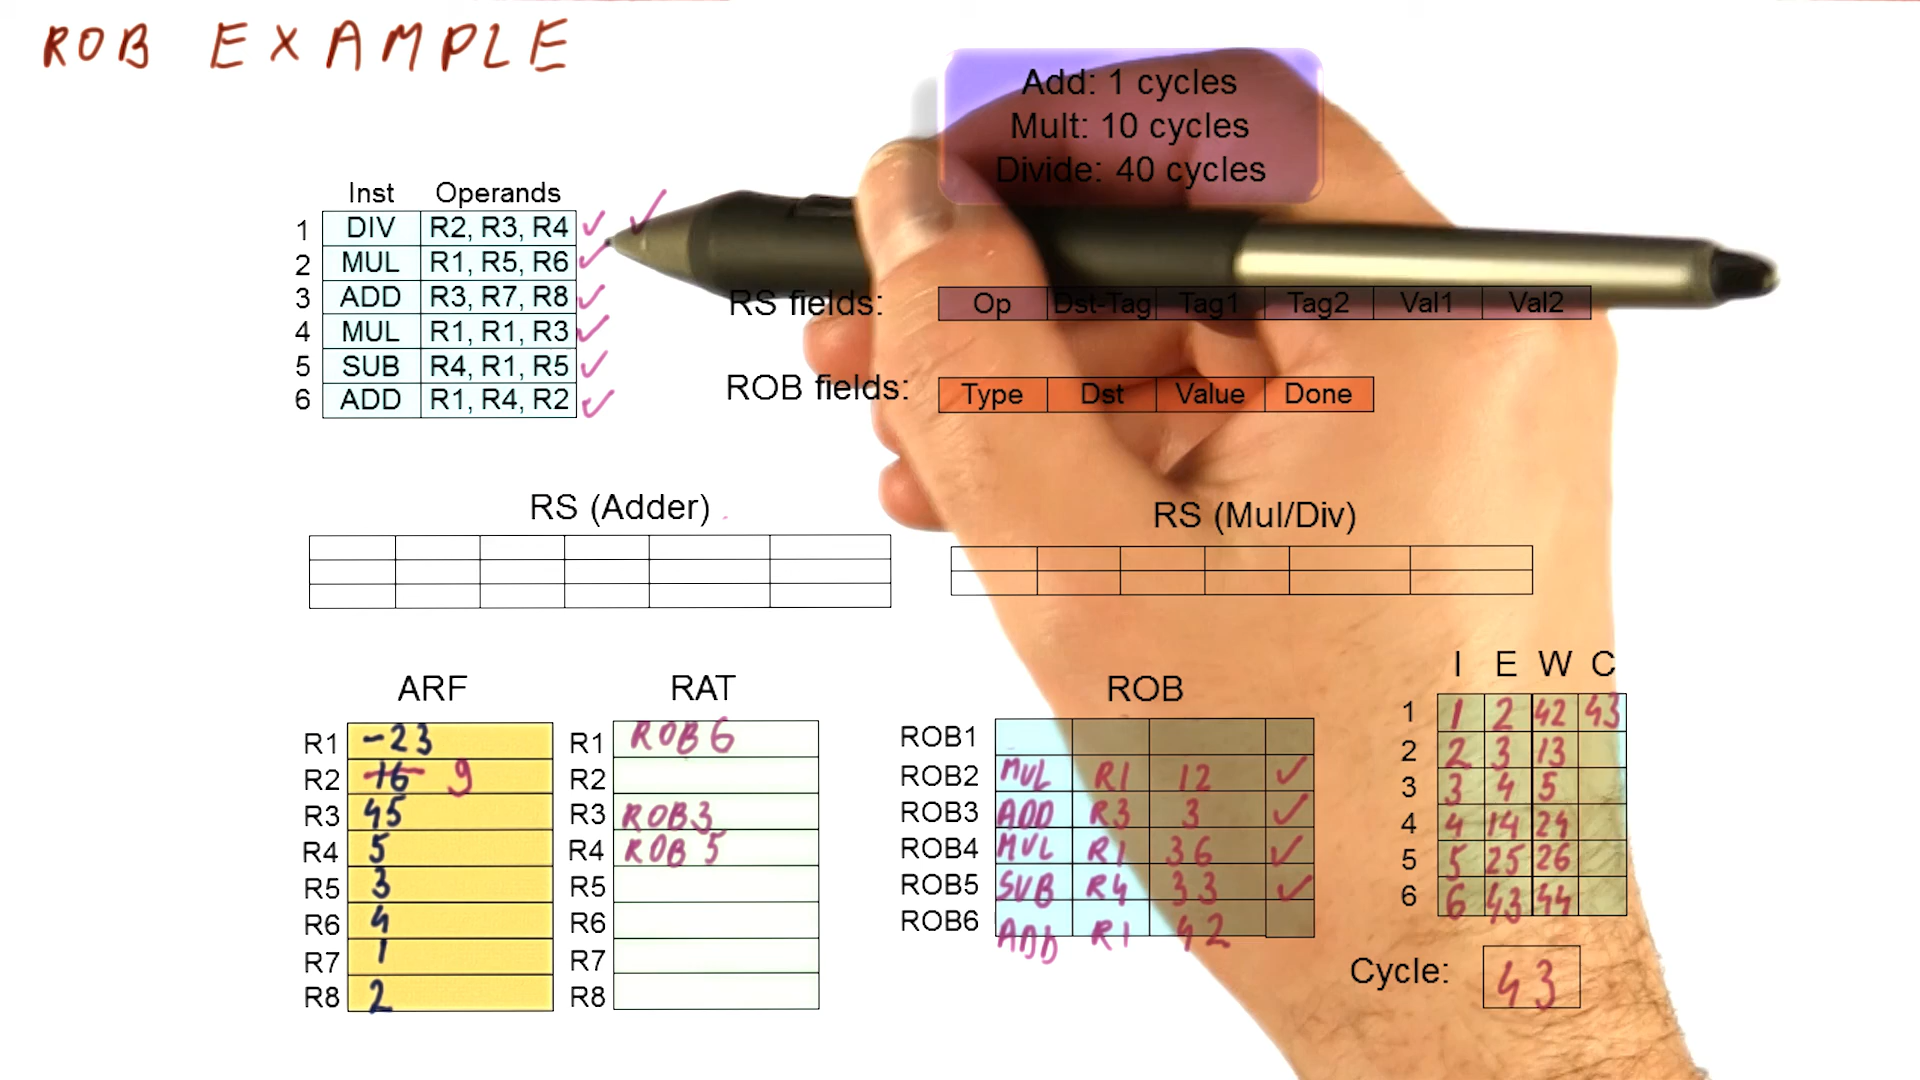 ROB EXAMPLE
Add: 1 cycles
Mult: 10 cycles
Divide: 40 cycles
Inst Operands
1 DIV R2, R3, R4 ✓ ✓
2 MUL R1, R5, R6 ✓
3 ADD R3, R7, R8 ✓
4 MUL R1, R1, R3 ✓
5 SUB R4, R1, R5 ✓
6 ADD R1, R4, R2 ✓
RS fields: Op Dst-Tag Tag1 Tag2 Val1 Val2
ROB fields: Type Dst Value Done
RS (Adder)
RS (Mul/Div)
ARF
R1 -23
R2 16 9
R3 45
R4 5
R5 3
R6 4
R7 1
R8 2
RAT
R1 ROB6
R2
R3 ROB3
R4 ROB5
R5
R6
R7
R8
ROB
ROB1
ROB2 MUL R1 12 ✓
ROB3 ADD R3 3 ✓
ROB4 MUL R1 36 ✓
ROB5 SUB R4 33 ✓
ROB6 ADD R1 42
I E W C
1 1 2 42 43
2 2 3 13
3 3 4 5
4 4 14 24
5 5 25 26
6 6 43 44
Cycle: 43